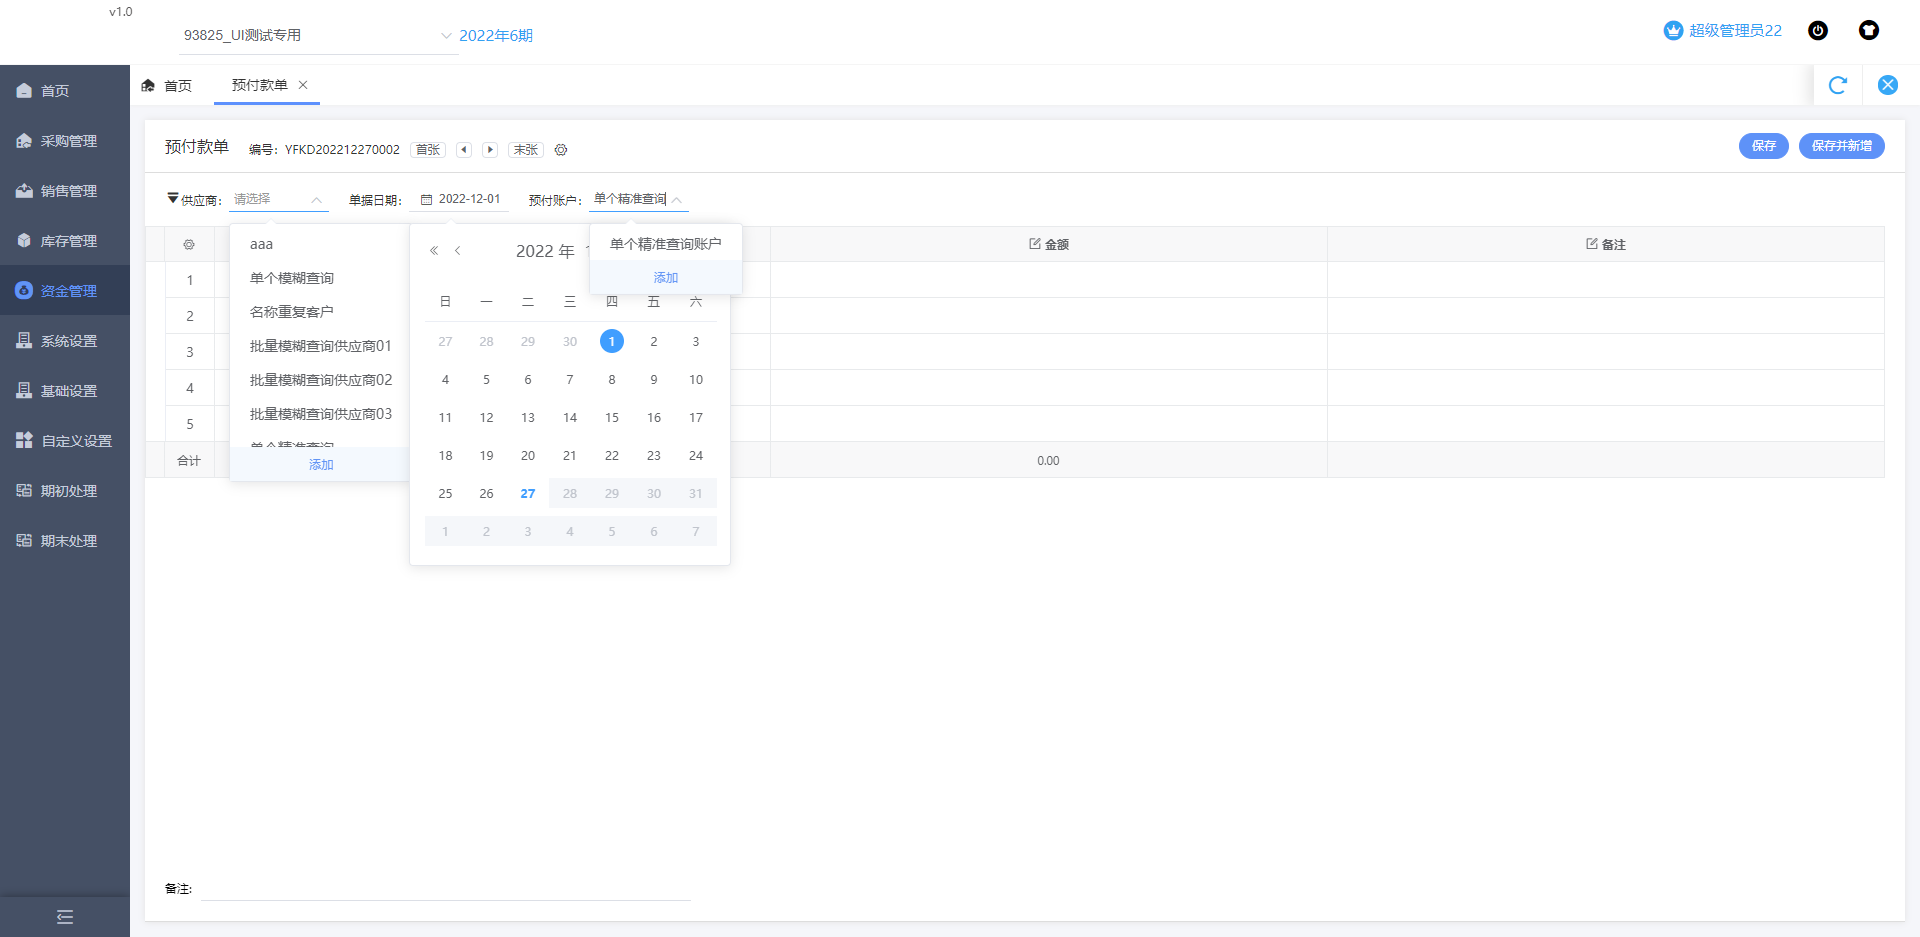 v1.0
93825_UI测试专用
2022年6期
超级管理员22
首页
采购管理
销售管理
库存管理
资金管理
系统设置
基础设置
自定义设置
期初处理
期末处理
首页
预付款单
预付款单
编号: YFKD202212270002
首张
末张
保存
保存并新增
供应商: 请选择
单据日期: 2022-12-01
预付账户: 单个精准查询
aaa
单个模糊查询
名称重复客户
批量模糊查询供应商01
批量模糊查询供应商02
批量模糊查询供应商03
单个精准查询
添加
2022 年
单个精准查询账户
添加
日 一 二 三 四 五 六
27 28 29 30 1 2 3
4 5 6 7 8 9 10
11 12 13 14 15 16 17
18 19 20 21 22 23 24
25 26 27 28 29 30 31
1 2 3 4 5 6 7
金额
备注
1
2
3
4
5
合计
0.00
备注: